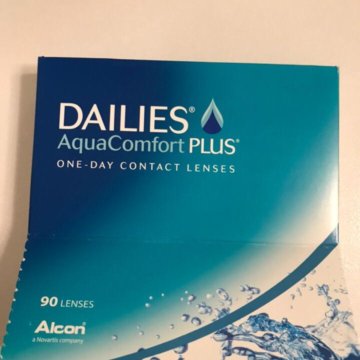 DAILIES®
AquaComfort PLUS®
ONE-DAY CONTACT LENSES
90 LENSES
Alcon
a Novartis company